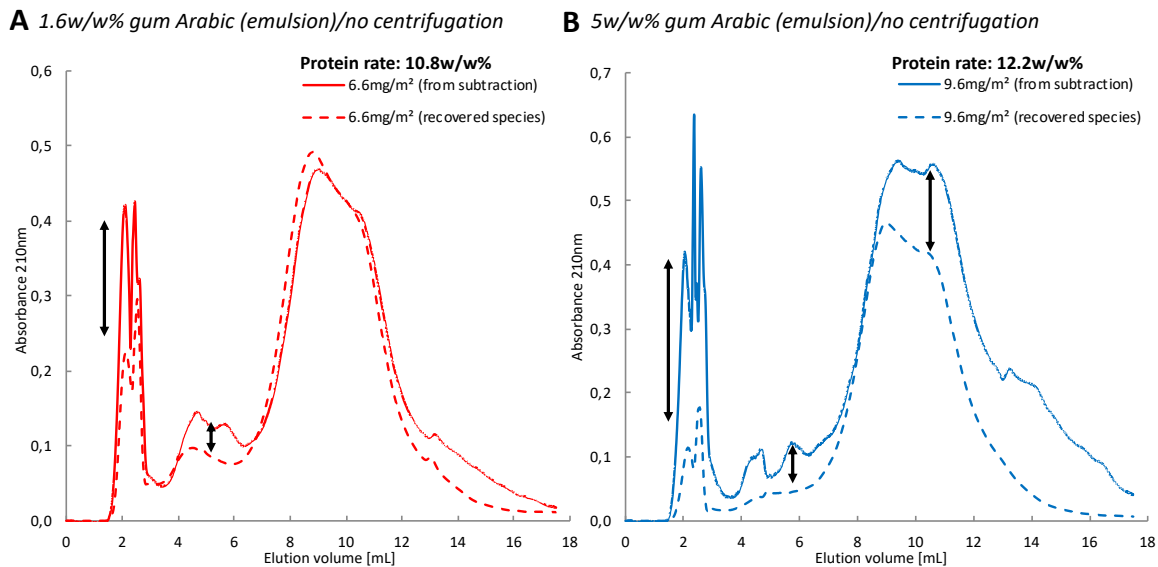 A 1.6w/w% gum Arabic (emulsion)/no centrifugation
Protein rate: 10.8w/w%
6.6mg/m² (from subtraction)
6.6mg/m² (recovered species)
Absorbance 210nm
0,6
0,5
0,4
0,3
0,2
0,1
0,0
0 2 4 6 8 10 12 14 16 18
Elution volume [mL]
B 5w/w% gum Arabic (emulsion)/no centrifugation
Protein rate: 12.2w/w%
9.6mg/m² (from subtraction)
9.6mg/m² (recovered species)
Absorbance 210nm
0,7
0,6
0,5
0,4
0,3
0,2
0,1
0,0
0 2 4 6 8 10 12 14 16 18
Elution volume [mL]